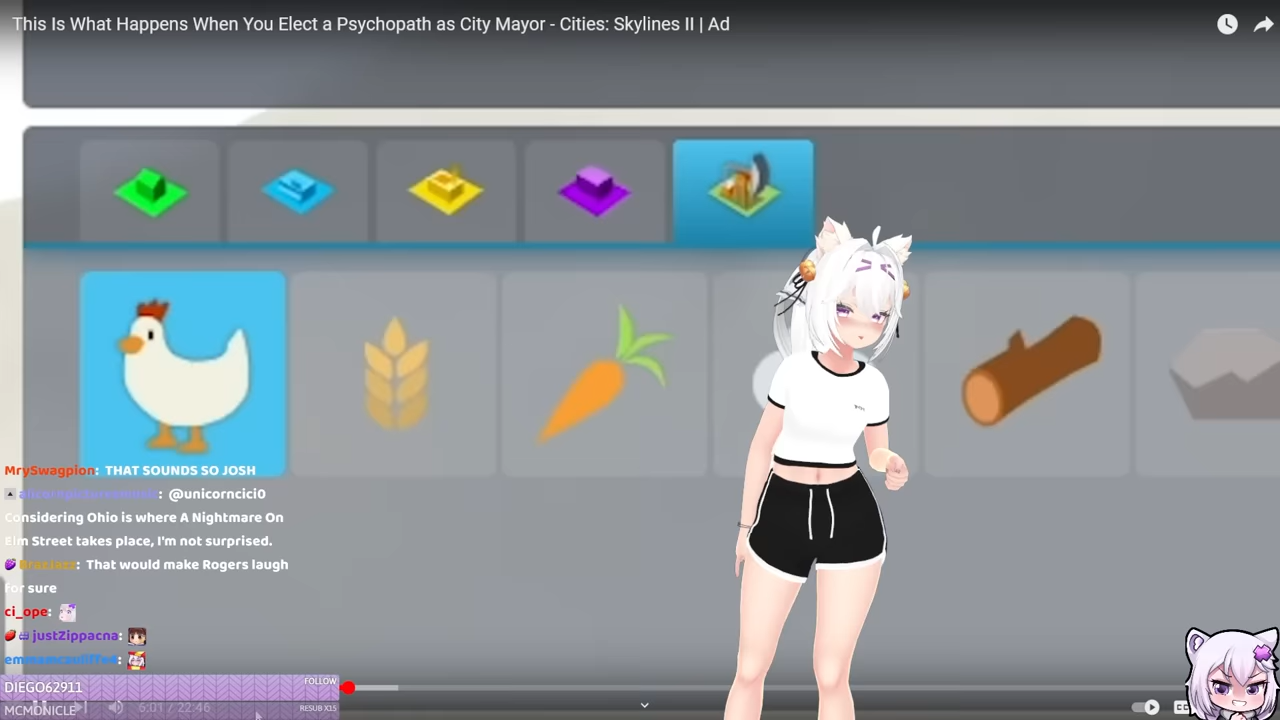 This Is What Happens When You Elect a Psychopath as City Mayor - Cities: Skylines II | Ad
MrySwagpion: THAT SOUNDS SO JOSH
: @unicorncici0
Considering Ohio is where A Nightmare On
Elm Street takes place, I'm not surprised.
: That would make Rogers laugh
for sure
ci_ope:
justZippacna:
DIEGO62911
FOLLOW
MCMONICLE
RESUB X15
6:01 / 22:46